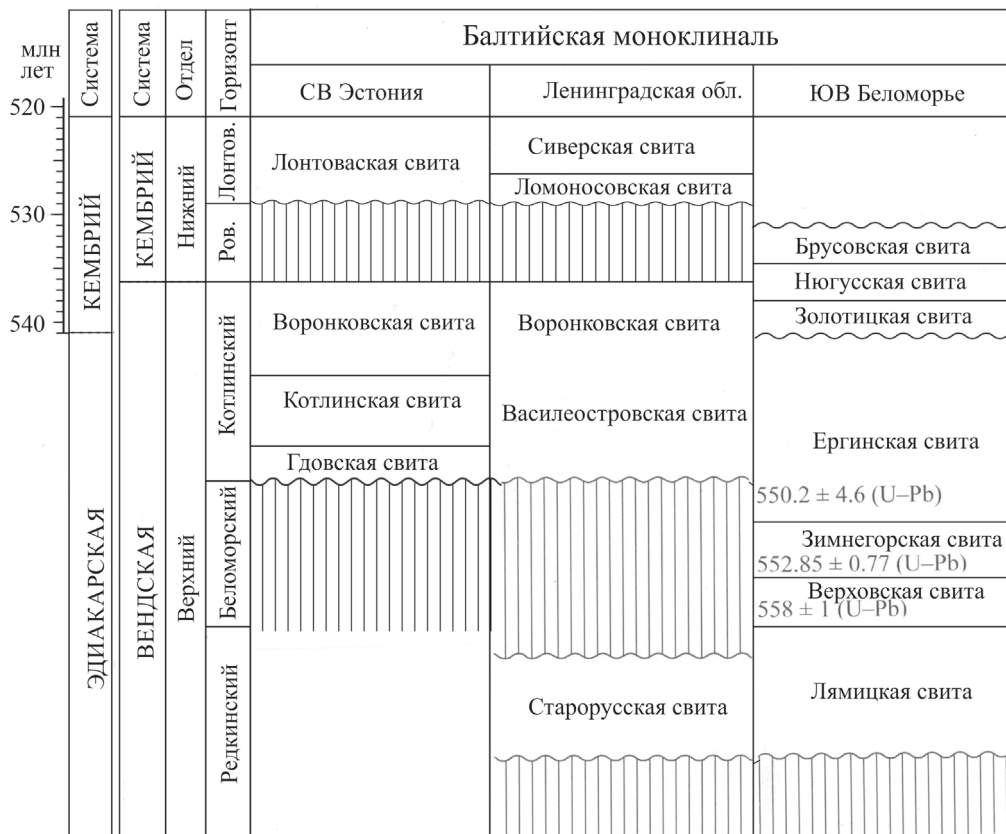 Балтийская моноклиналь
млн
лет
Система
Система
Отдел
Горизонт
СВ Эстония
Ленинградская обл.
ЮВ Беломорье
520
530
540
КЕМБРИЙ
ЭДИАКАРСКАЯ
КЕМБРИЙ
ВЕНДСКАЯ
Нижний
Верхний
Лонтов.
Ров.
Котлинский
Беломорский
Редкинский
Лонтоваская свита
Воронковская свита
Котлинская свита
Гдовская свита
Сиверская свита
Ломоносовская свита
Воронковская свита
Василеостровская свита
Старорусская свита
Брусовская свита
Нюгусская свита
Золотицкая свита
Ергинская свита
550.2 ± 4.6 (U–Pb)
Зимнегорская свита
552.85 ± 0.77 (U–Pb)
Верховская свита
558 ± 1 (U–Pb)
Лямицкая свита